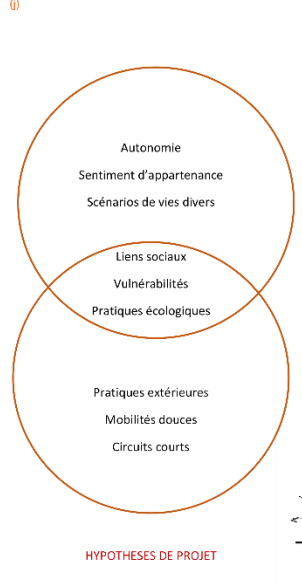 (j)
Autonomie
Sentiment d'appartenance
Scénarios de vies divers
Liens sociaux
Vulnérabilités
Pratiques écologiques
Pratiques extérieures
Mobilités douces
Circuits courts
HYPOTHESES DE PROJET